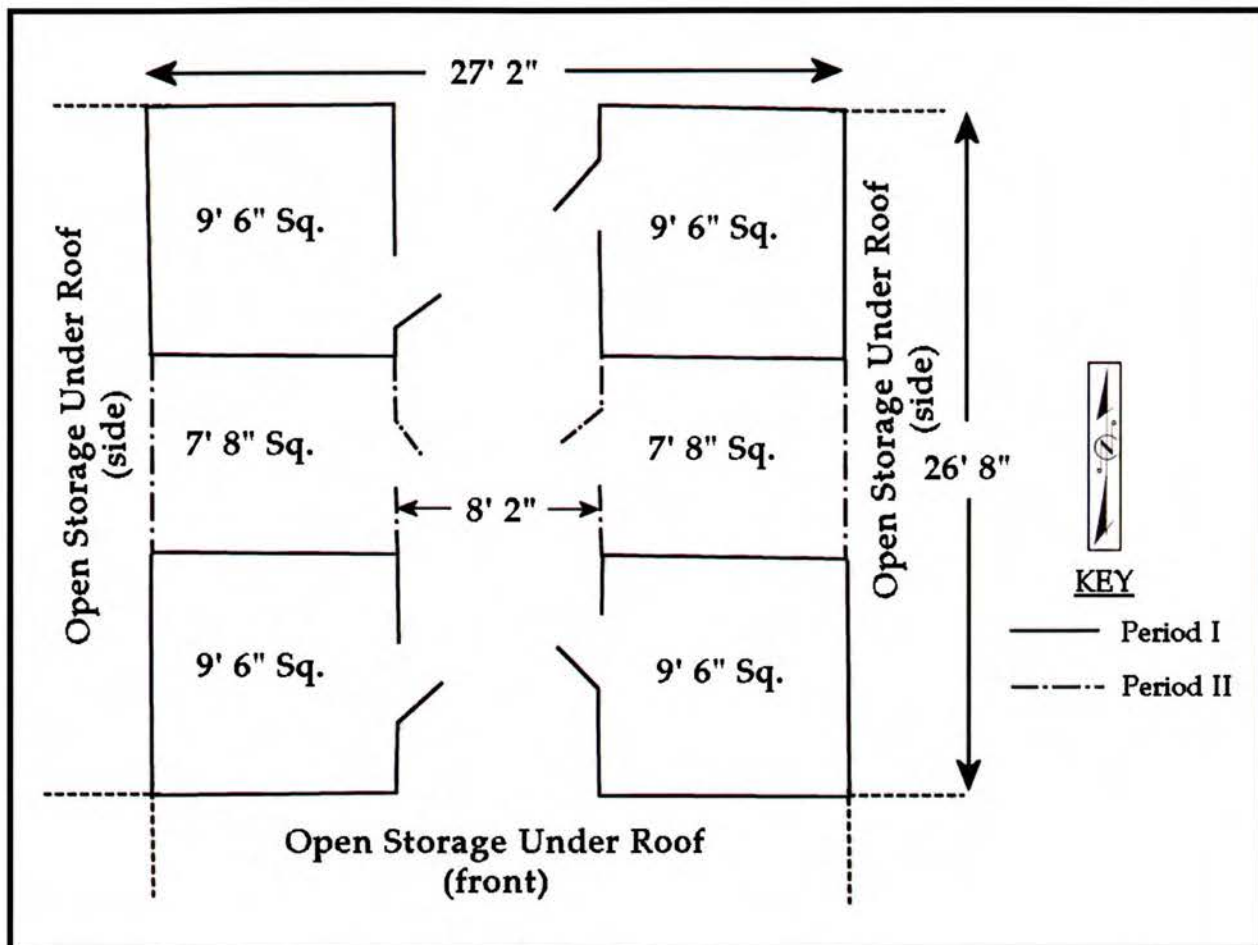 27' 2"
9' 6" Sq.
9' 6" Sq.
Open Storage Under Roof
(side)
7' 8" Sq.
7' 8" Sq.
Open Storage Under Roof
(side)
26' 8"
8' 2"
9' 6" Sq.
9' 6" Sq.
Open Storage Under Roof
(front)
KEY
Period I
Period II